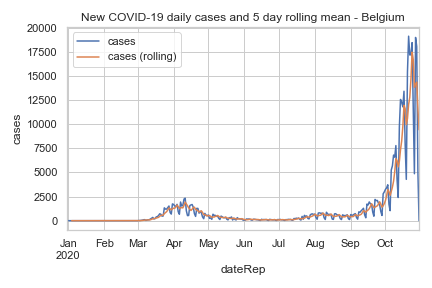 New COVID-19 daily cases and 5 day rolling mean - Belgium
cases
cases (rolling)
20000
17500
15000
12500
10000
7500
5000
2500
0
cases
Jan Feb Mar Apr May Jun Jul Aug Sep Oct
2020
dateRep